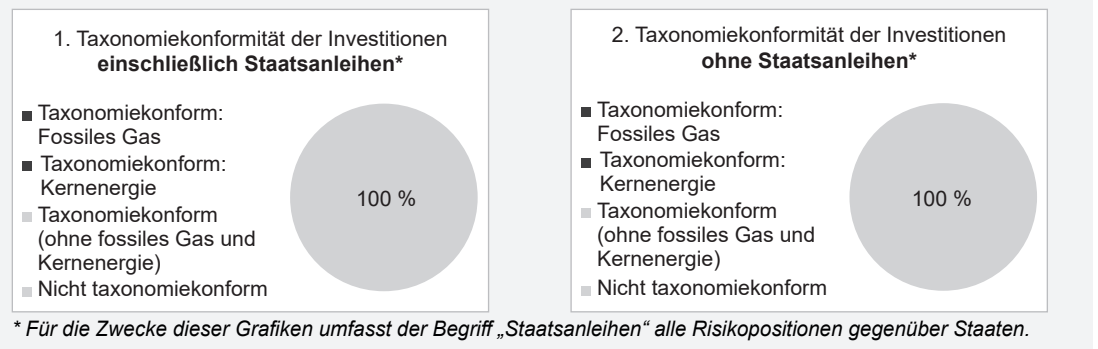 1. Taxonomiekonformität der Investitionen
einschließlich Staatsanleihen*
Taxonomiekonform:
Fossiles Gas
Taxonomiekonform:
Kernenergie
Taxonomiekonform
(ohne fossiles Gas und
Kernenergie)
Nicht taxonomiekonform
100 %
2. Taxonomiekonformität der Investitionen
ohne Staatsanleihen*
Taxonomiekonform:
Fossiles Gas
Taxonomiekonform:
Kernenergie
Taxonomiekonform
(ohne fossiles Gas und
Kernenergie)
Nicht taxonomiekonform
100 %
* Für die Zwecke dieser Grafiken umfasst der Begriff „Staatsanleihen“ alle Risikopositionen gegenüber Staaten.